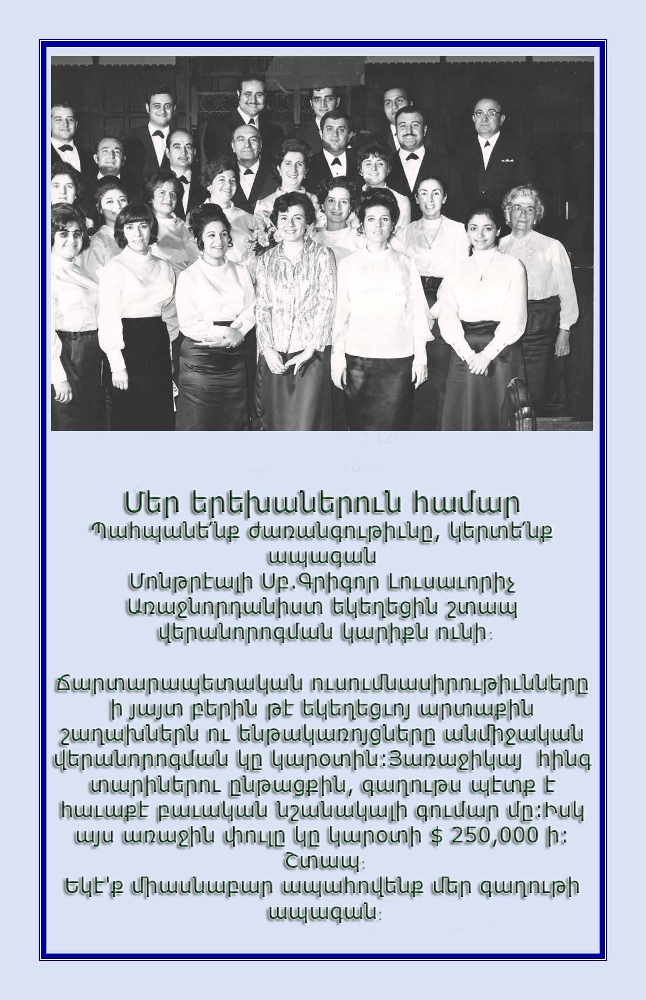 Մեր երեխաներուն համար
Պահպանե՛նք ժառանգութիւնը, կերտե՛նք
ապագան
Մոնթրէալի Սբ.Գրիգոր Լուսաւորիչ
Առաջնորդանիստ եկեղեցին շտապ
վերանորոգման կարիքն ունի։
Ճարտարապետական ուսումնասիրութիւնները
ի յայտ բերին թէ եկեղեցւոյ արտաքին
շաղախներն ու ենթակառոյցները անմիջական
վերանորոգման կը կարօտին:Յառաջիկայ հինգ
տարիներու ընթացքին, գաղութս պէտք է
հաւաքէ բաւական նշանակալի գումար մը:Իսկ
այս առաջին փուլը կը կարօտի $ 250,000 ի:
Շտապ։
Եկէ'ք միասնաբար ապահովենք մեր գաղութի
ապագան։